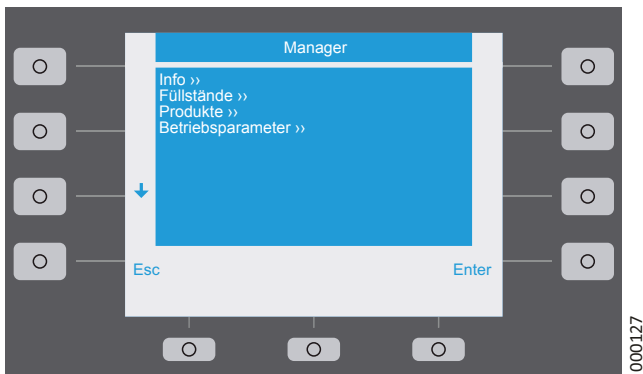 Manager
Info ››
Füllstände ››
Produkte ››
Betriebsparameter ››
Esc
Enter
000127